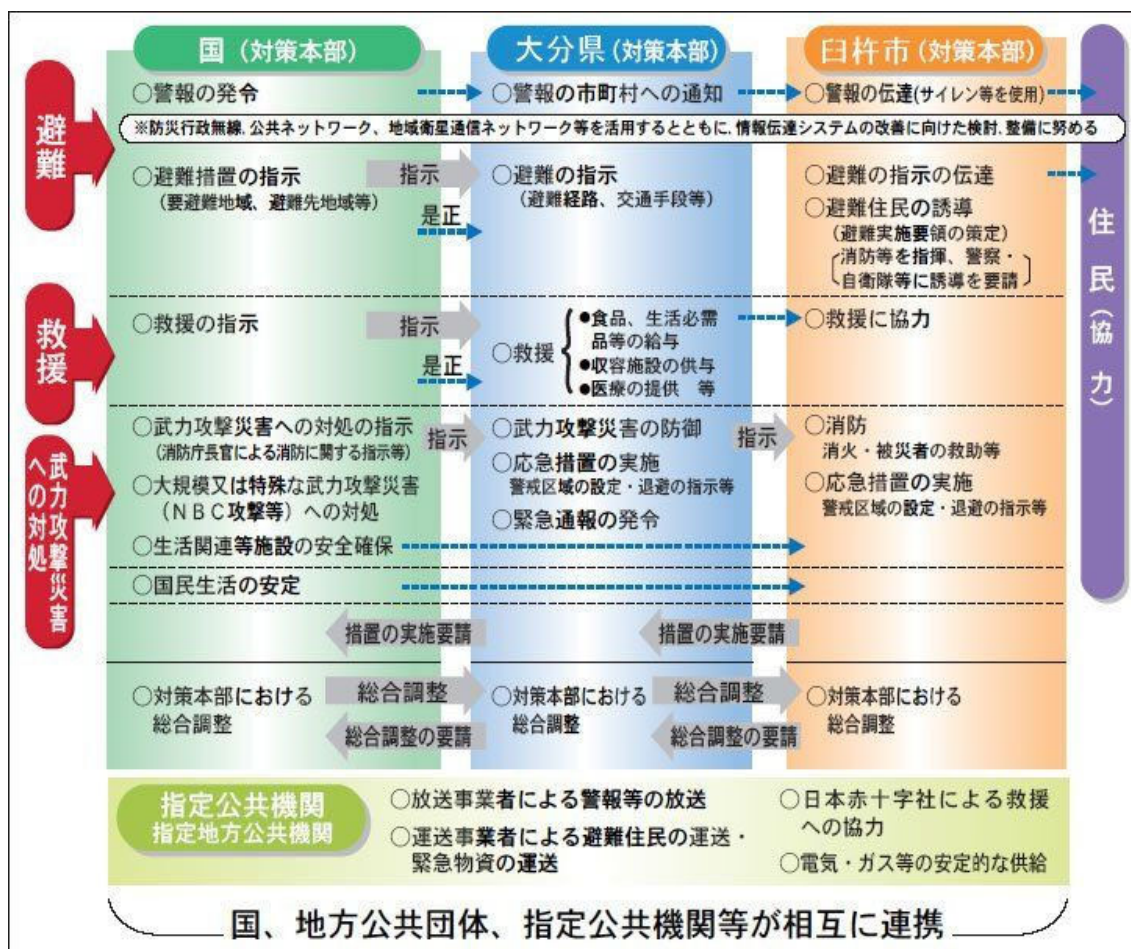 国（対策本部）
大分県（対策本部）
臼杵市（対策本部）
避難
○警報の発令
○警報の市町村への通知
○警報の伝達(サイレン等を使用)
※防災行政無線、公共ネットワーク、地域衛星通信ネットワーク等を活用するとともに、情報伝達システムの改善に向けた検討、整備に努める
○避難措置の指示
（要避難地域、避難先地域等）
指示
是正
○避難の指示
（避難経路、交通手段等）
○避難の指示の伝達
○避難住民の誘導
（避難実施要領の策定）
消防等を指揮、警察・
自衛隊等に誘導を要請
住民（協力）
救援
○救援の指示
指示
是正
○救援
●食品、生活必需
品等の給与
●収容施設の供与
●医療の提供　等
○救援に協力
武力攻撃災害
への対処
○武力攻撃災害への対処の指示
（消防庁長官による消防に関する指示等）
指示
○大規模又は特殊な武力攻撃災害
（ＮＢＣ攻撃等）への対処
○生活関連等施設の安全確保
○武力攻撃災害の防御
○応急措置の実施
警戒区域の設定・退避の指示等
○緊急通報の発令
指示
○消防
消火・被災者の救助等
○応急措置の実施
警戒区域の設定・退避の指示等
○国民生活の安定
措置の実施要請
措置の実施要請
○対策本部における
総合調整
総合調整
総合調整の要請
○対策本部における
総合調整
総合調整
総合調整の要請
○対策本部における
総合調整
指定公共機関
指定地方公共機関
○放送事業者による警報等の放送
○運送事業者による避難住民の運送・
緊急物資の運送
○日本赤十字社による救援
への協力
○電気・ガス等の安定的な供給
国、地方公共団体、指定公共機関等が相互に連携